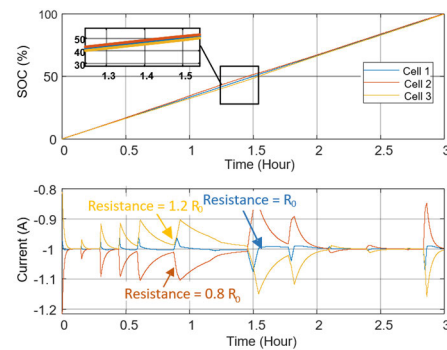 100
50
0
SOC (%)
50
40
30
1.3 1.4 1.5
Cell 1
Cell 2
Cell 3
0 0.5 1 1.5 2 2.5 3
Time (Hour)
-0.8
-0.9
-1
-1.1
-1.2
Current (A)
Resistance = R₀
Resistance = 1.2 R₀
Resistance = 0.8 R₀
0 0.5 1 1.5 2 2.5 3
Time (Hour)